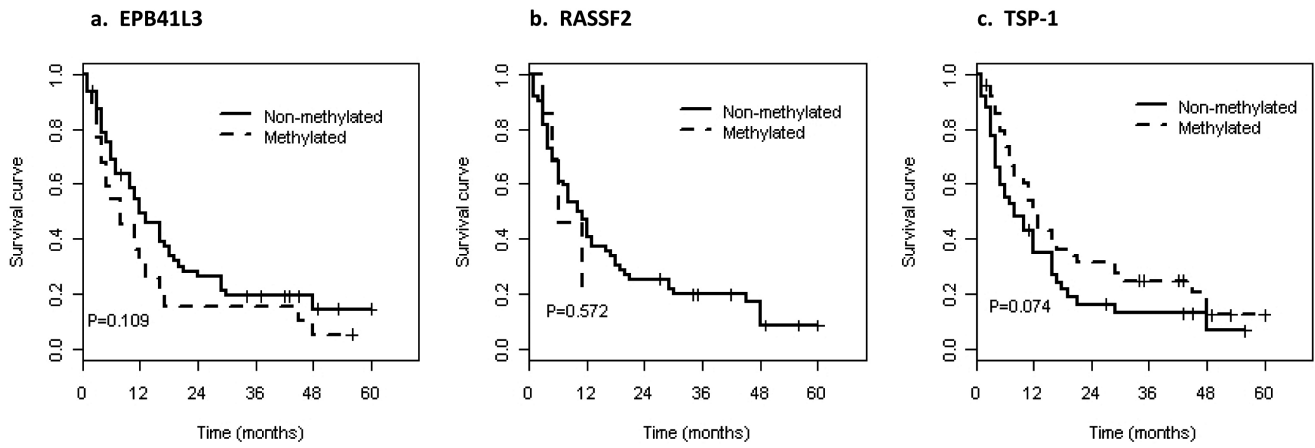 a. EPB41L3
Survival curve
1.0
0.8
0.6
0.4
0.2
0.0
Non-methylated
Methylated
P=0.109
0 12 24 36 48 60
Time (months)
b. RASSF2
Survival curve
1.0
0.8
0.6
0.4
0.2
0.0
Non-methylated
Methylated
P=0.572
0 12 24 36 48 60
Time (months)
c. TSP-1
Survival curve
1.0
0.8
0.6
0.4
0.2
0.0
Non-methylated
Methylated
P=0.074
0 12 24 36 48 60
Time (months)